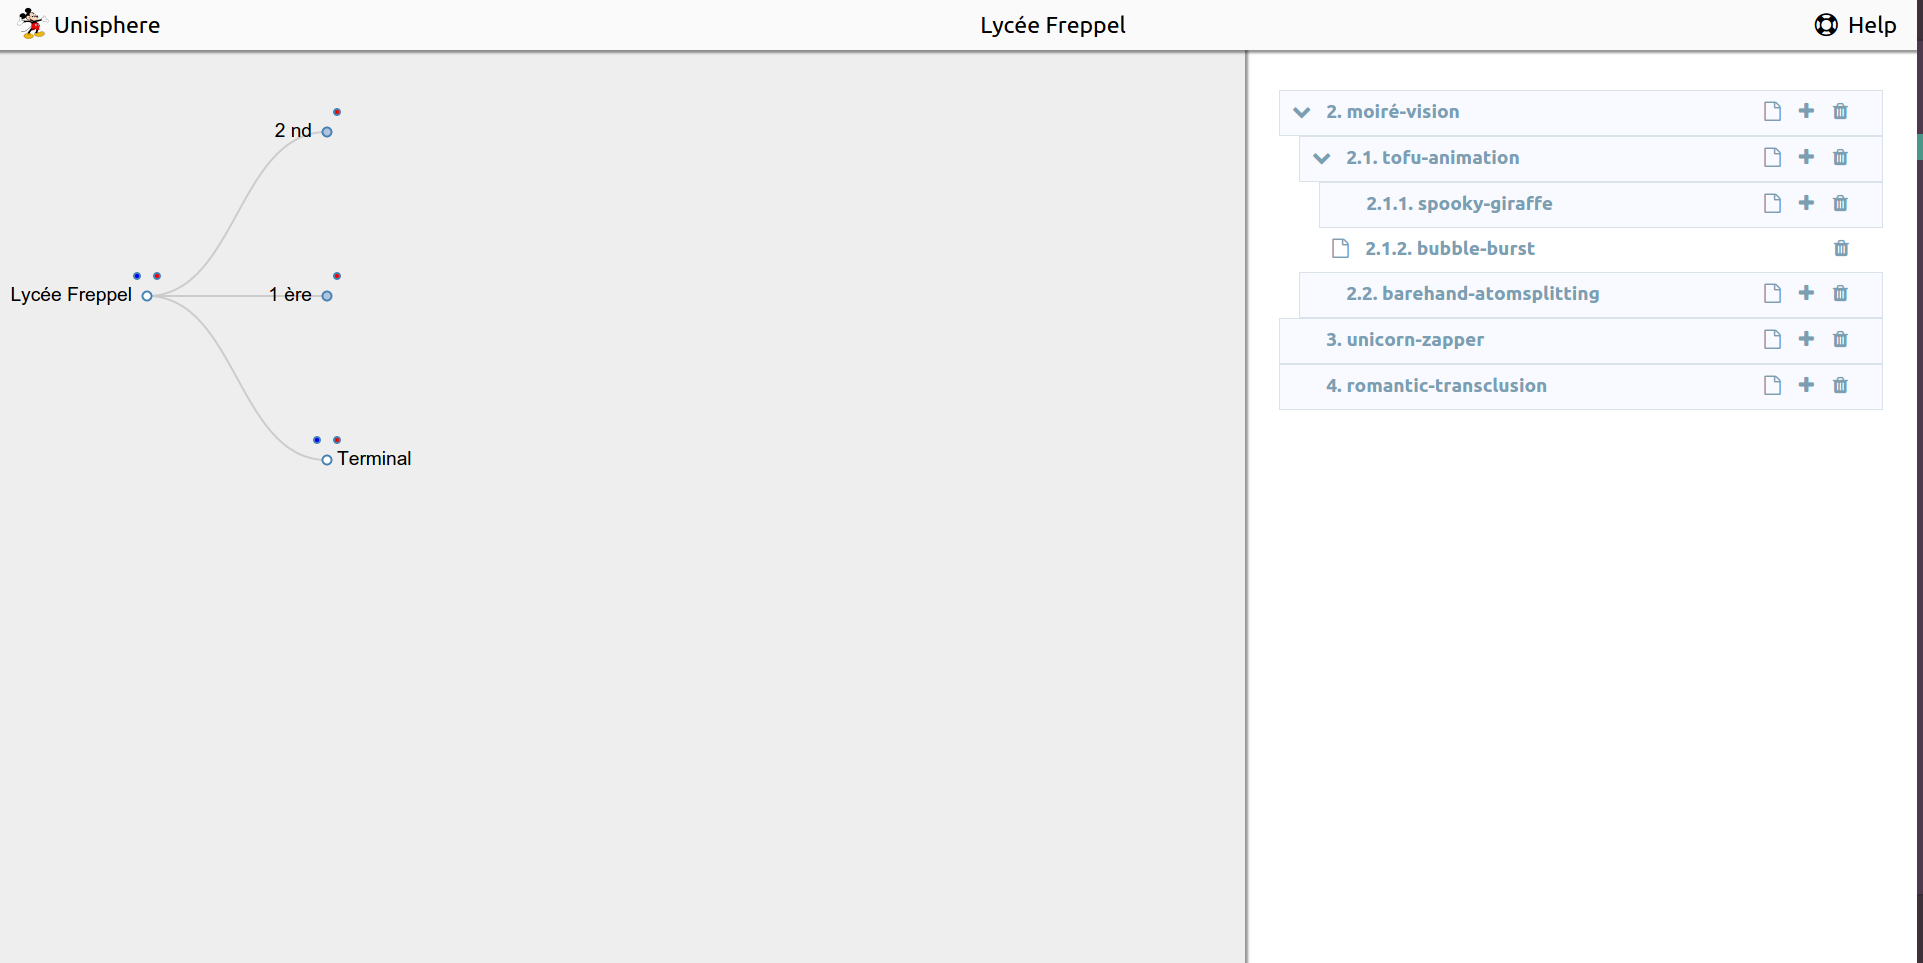 Unisphere
Lycée Freppel
Help
2 nd
Lycée Freppel
1 ère
Terminal
2. moiré-vision
2.1. tofu-animation
2.1.1. spooky-giraffe
2.1.2. bubble-burst
2.2. barehand-atomsplitting
3. unicorn-zapper
4. romantic-transclusion